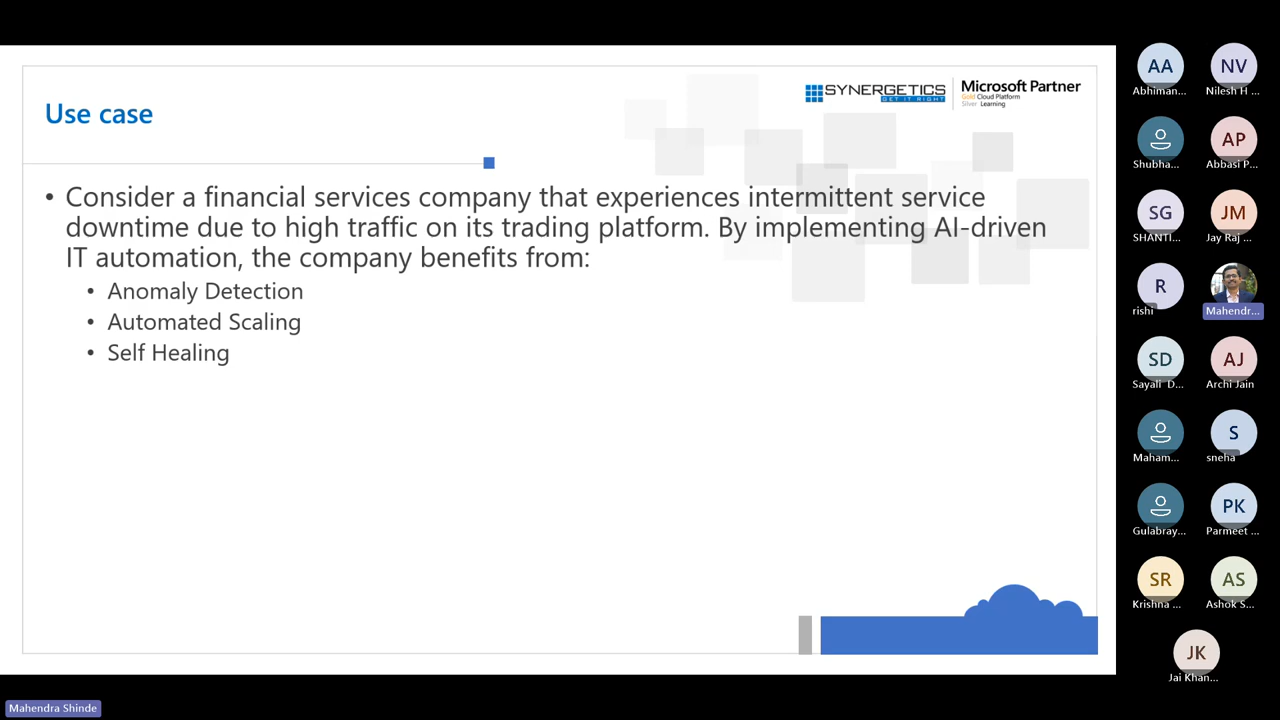 Use case
SYNERGETICS
GET IT RIGHT
Microsoft Partner
Gold Cloud Platform
Silver Learning
• Consider a financial services company that experiences intermittent service
downtime due to high traffic on its trading platform. By implementing AI-driven
IT automation, the company benefits from:
• Anomaly Detection
• Automated Scaling
• Self Healing
AA
Abhiman...
NV
Nilesh H ...
Shubha...
AP
Abbasi P...
SG
SHANTI...
JM
Jay Raj ...
R
rishi
Mahendr...
SD
Sayali D...
AJ
Archi Jain
Maham...
S
sneha
Gulabray...
PK
Parmeet ...
SR
Krishna ...
AS
Ashok S...
JK
Jai Khan...
Mahendra Shinde